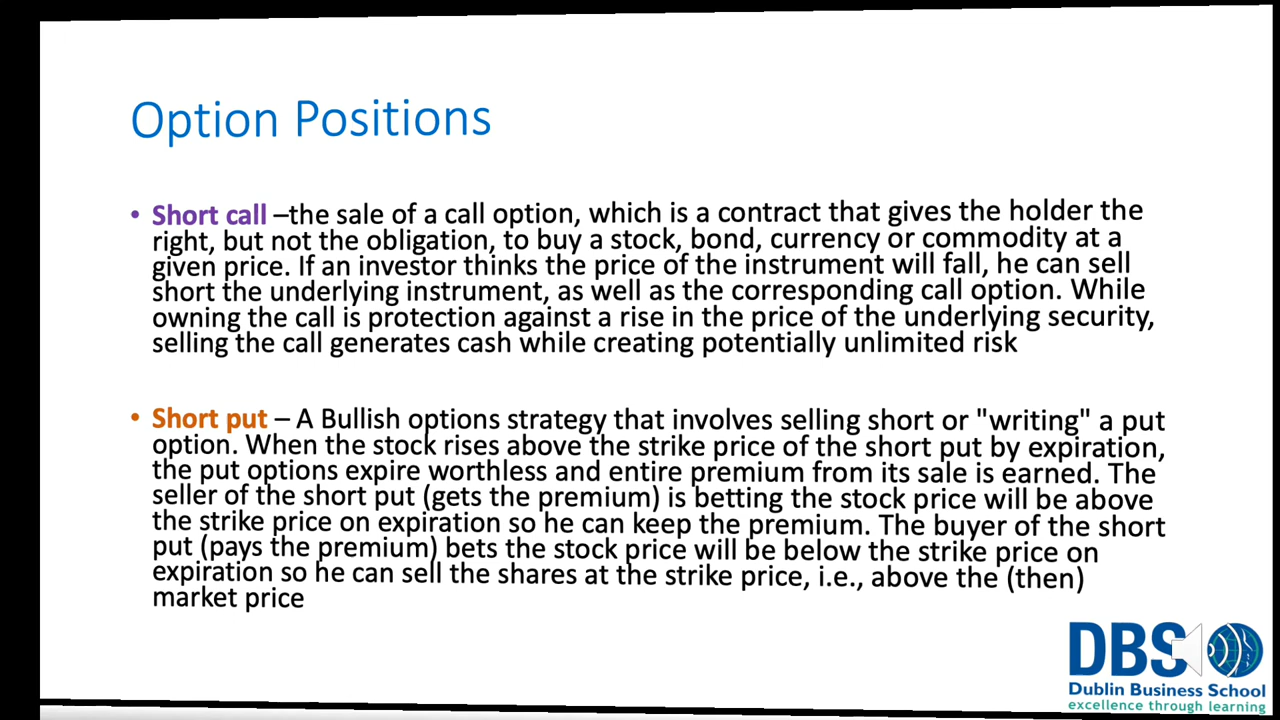 Option Positions
• Short call –the sale of a call option, which is a contract that gives the holder the
right, but not the obligation, to buy a stock, bond, currency or commodity at a
given price. If an investor thinks the price of the instrument will fall, he can sell
short the underlying instrument, as well as the corresponding call option. While
owning the call is protection against a rise in the price of the underlying security,
selling the call generates cash while creating potentially unlimited risk
• Short put – A Bullish options strategy that involves selling short or "writing" a put
option. When the stock rises above the strike price of the short put by expiration,
the put options expire worthless and entire premium from its sale is earned. The
seller of the short put (gets the premium) is betting the stock price will be above
the strike price on expiration so he can keep the premium. The buyer of the short
put (pays the premium) bets the stock price will be below the strike price on
expiration so he can sell the shares at the strike price, i.e., above the (then)
market price
DBS
Dublin Business School
excellence through learning